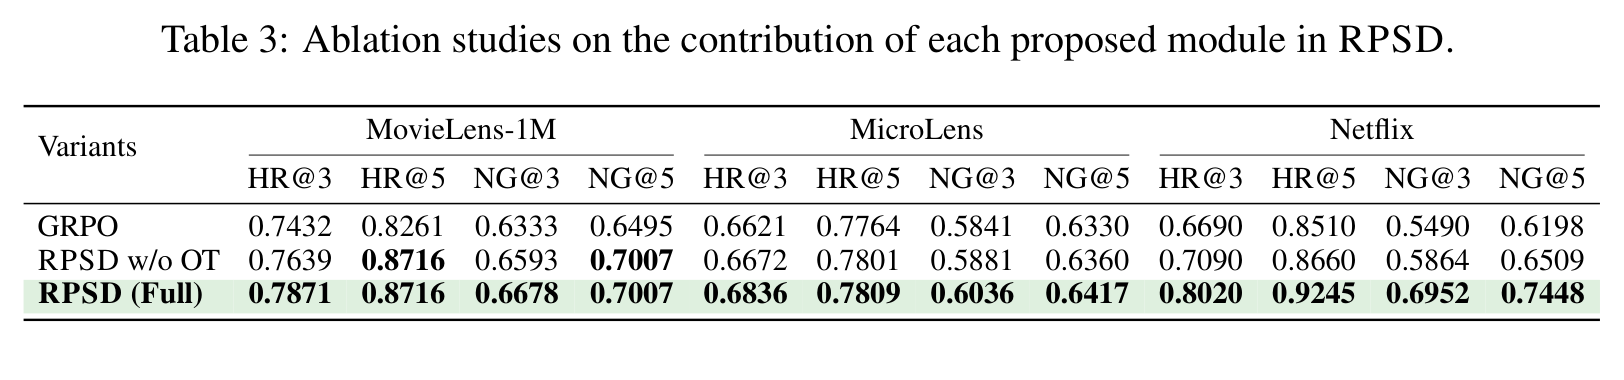 Table 3: Ablation studies on the contribution of each proposed module in RPSD.
Variants MovieLens-1M MicroLens Netflix
HR@3 HR@5 NG@3 NG@5 HR@3 HR@5 NG@3 NG@5 HR@3 HR@5 NG@3 NG@5
GRPO 0.7432 0.8261 0.6333 0.6495 0.6621 0.7764 0.5841 0.6330 0.6690 0.8510 0.5490 0.6198
RPSD w/o OT 0.7639 0.8716 0.6593 0.7007 0.6672 0.7801 0.5881 0.6360 0.7090 0.8660 0.5864 0.6509
RPSD (Full) 0.7871 0.8716 0.6678 0.7007 0.6836 0.7809 0.6036 0.6417 0.8020 0.9245 0.6952 0.7448